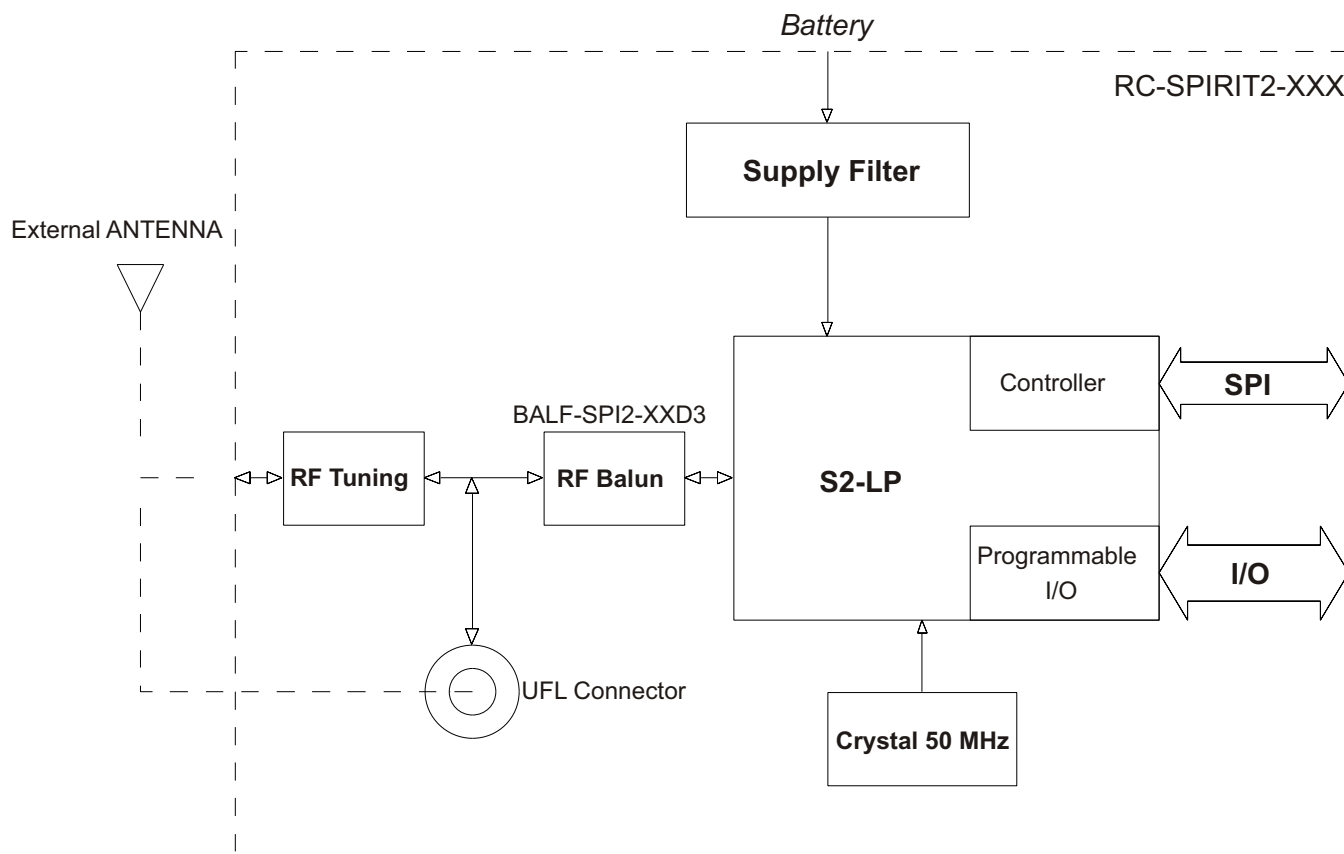 Battery
RC-SPIRIT2-XXX
Supply Filter
External ANTENNA
Controller
SPI
BALF-SPI2-XXD3
RF Tuning
RF Balun
S2-LP
Programmable
I/O
I/O
UFL Connector
Crystal 50 MHz